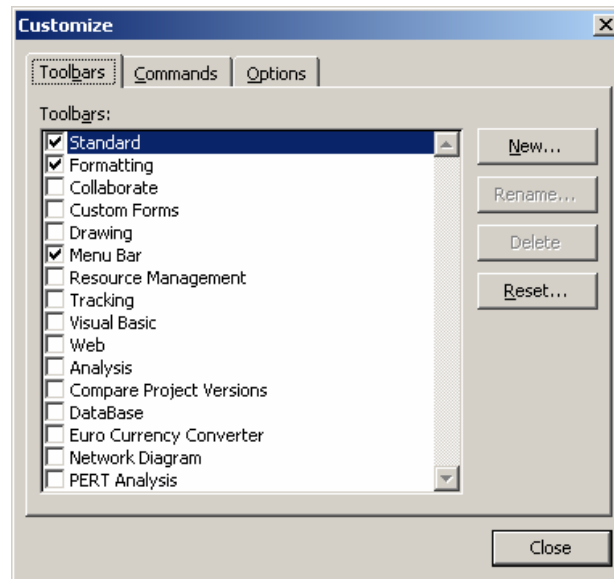 Customize
Toolbars Commands Options
Toolbars:
Standard
Formatting
Collaborate
Custom Forms
Drawing
Menu Bar
Resource Management
Tracking
Visual Basic
Web
Analysis
Compare Project Versions
DataBase
Euro Currency Converter
Network Diagram
PERT Analysis
New...
Rename...
Delete
Reset...
Close